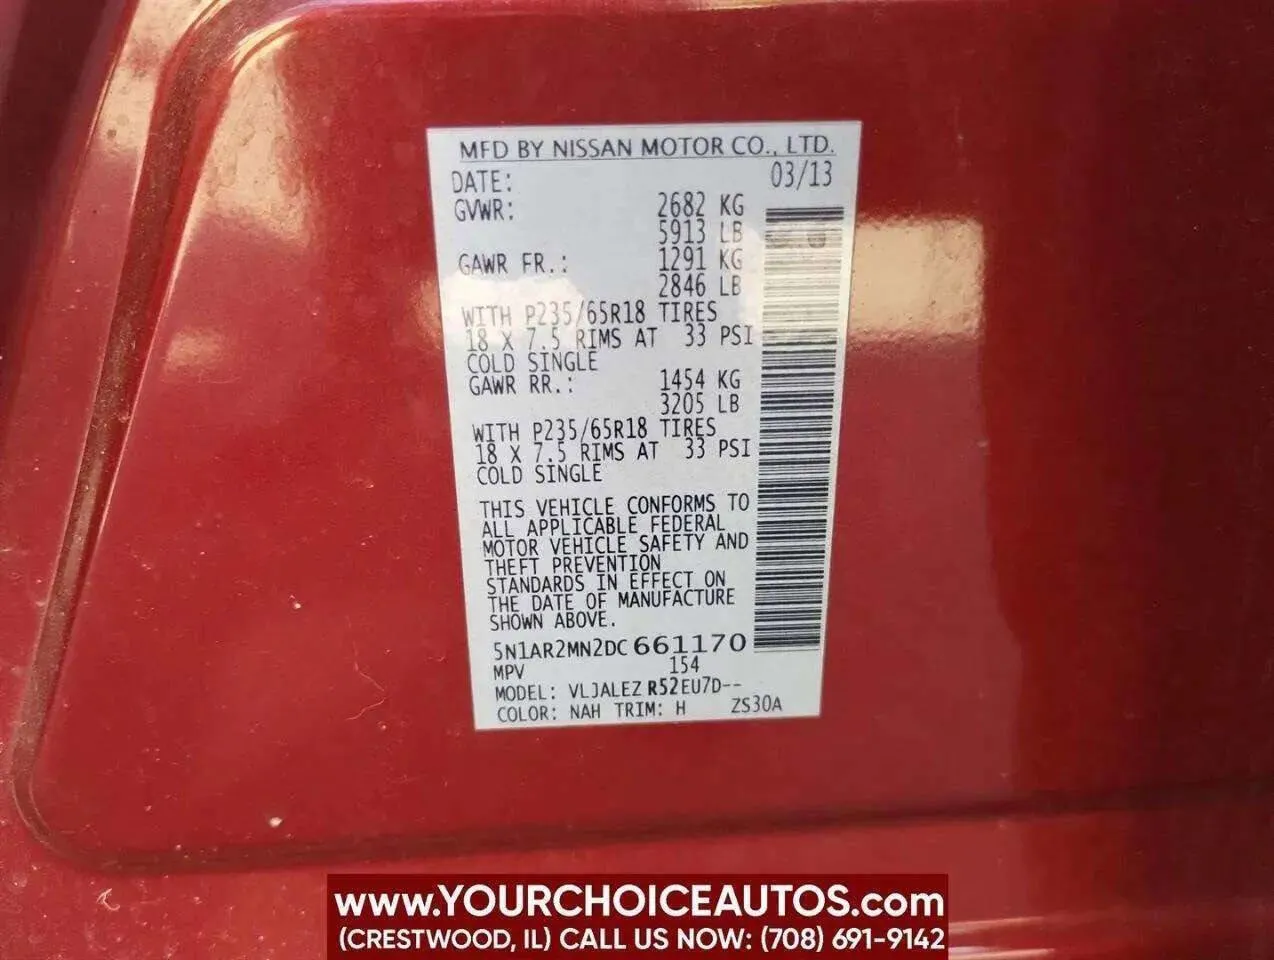 MFD BY NISSAN MOTOR CO., LTD.
DATE: 03/13
GVWR: 2682 KG
5913 LB
GAWR FR.: 1291 KG
2846 LB
WITH P235/65R18 TIRES
18 X 7.5 RIMS AT 33 PSI
COLD SINGLE
GAWR RR.: 1454 KG
3205 LB
WITH P235/65R18 TIRES
18 X 7.5 RIMS AT 33 PSI
COLD SINGLE
THIS VEHICLE CONFORMS TO
ALL APPLICABLE FEDERAL
MOTOR VEHICLE SAFETY AND
THEFT PREVENTION
STANDARDS IN EFFECT ON
THE DATE OF MANUFACTURE
SHOWN ABOVE.
5N1AR2MN2DC661170
MPV 154
MODEL: VLJALEZR52EU7D--
COLOR: NAH TRIM: H ZS30A
www.YOURCHOICEAUTOS.com
(CRESTWOOD, IL) CALL US NOW: (708) 691-9142